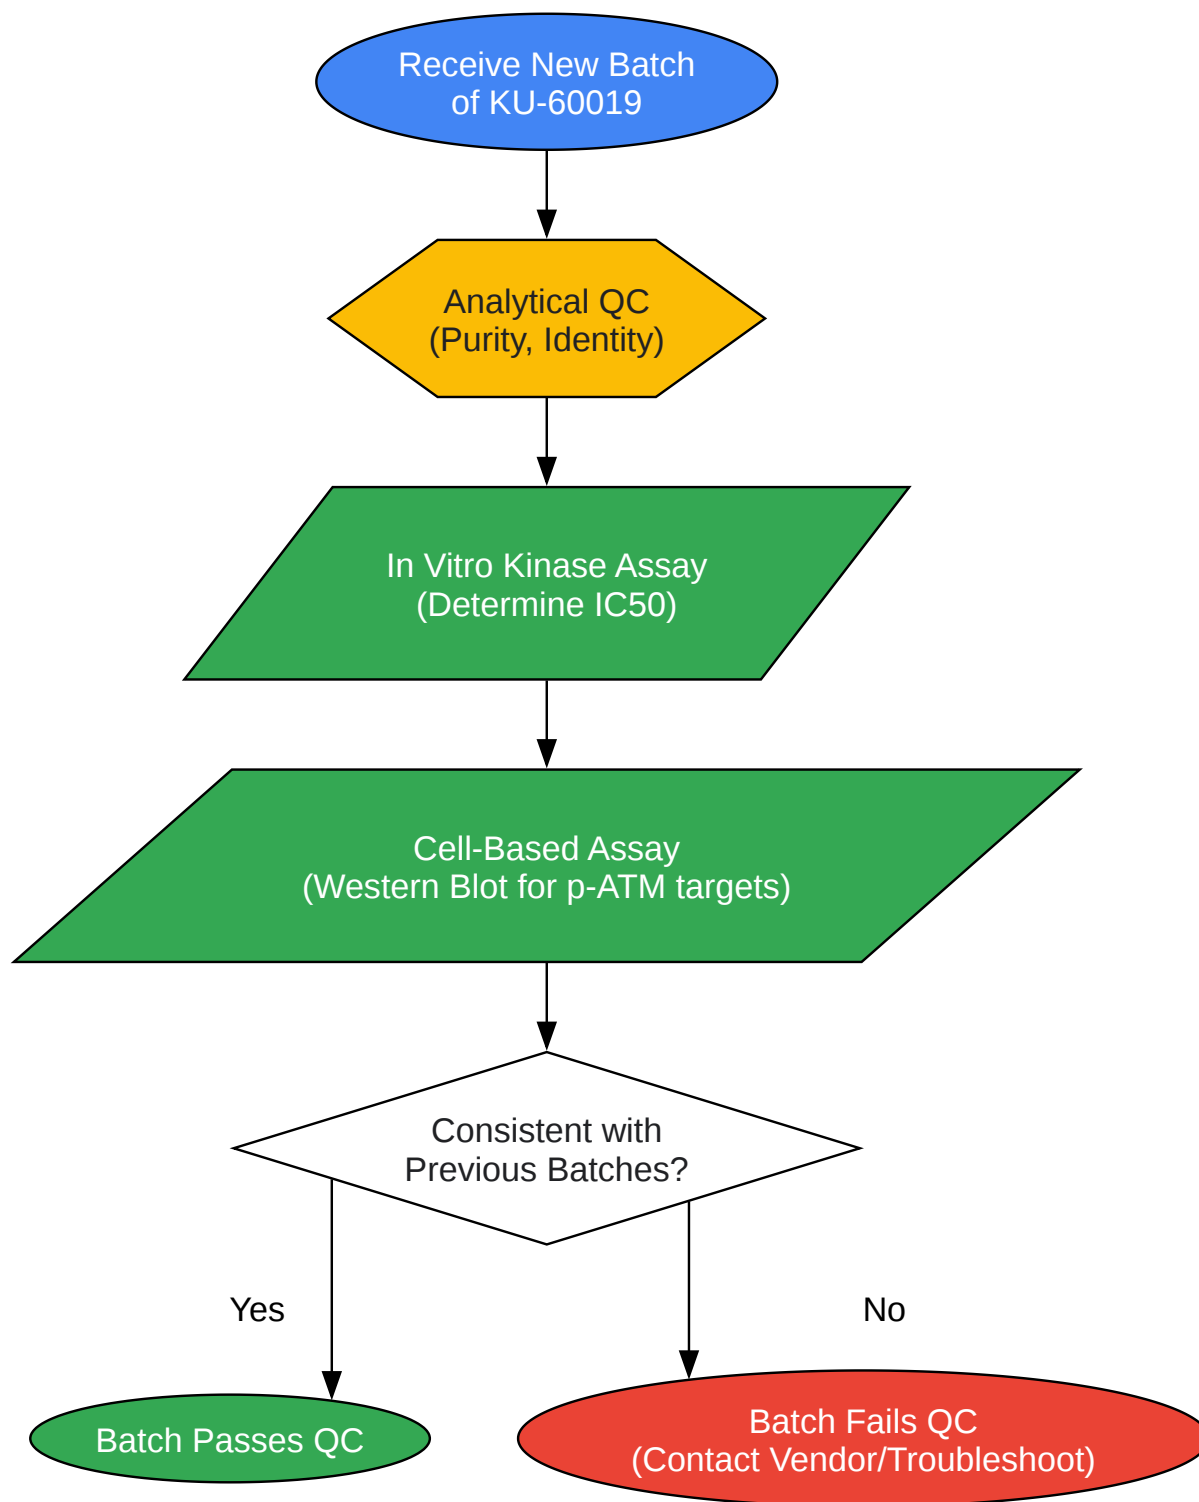 Receive New Batch
of KU-60019
Analytical QC
(Purity, Identity)
In Vitro Kinase Assay
(Determine IC50)
Cell-Based Assay
(Western Blot for p-ATM targets)
Consistent with
Previous Batches?
Yes
No
Batch Passes QC
Batch Fails QC
(Contact Vendor/Troubleshoot)